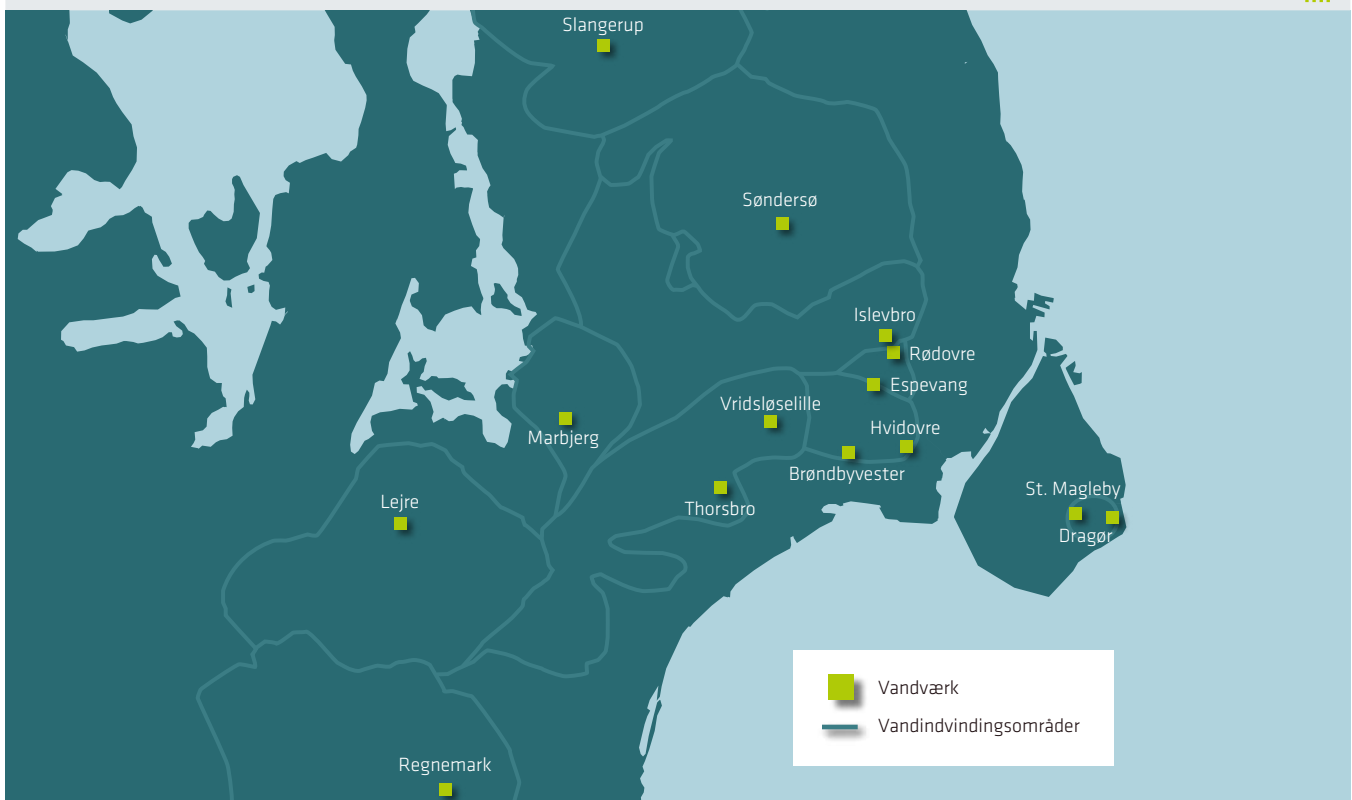 Slangerup
Søndersø
Islevbro
Rødovre
Espevang
Vridsløselille
Hvidovre
Marbjerg
Brøndbyvester
St. Magleby
Lejre
Thorsbro
Dragør
Vandværk
Vandindvindingsområder
Regnemark